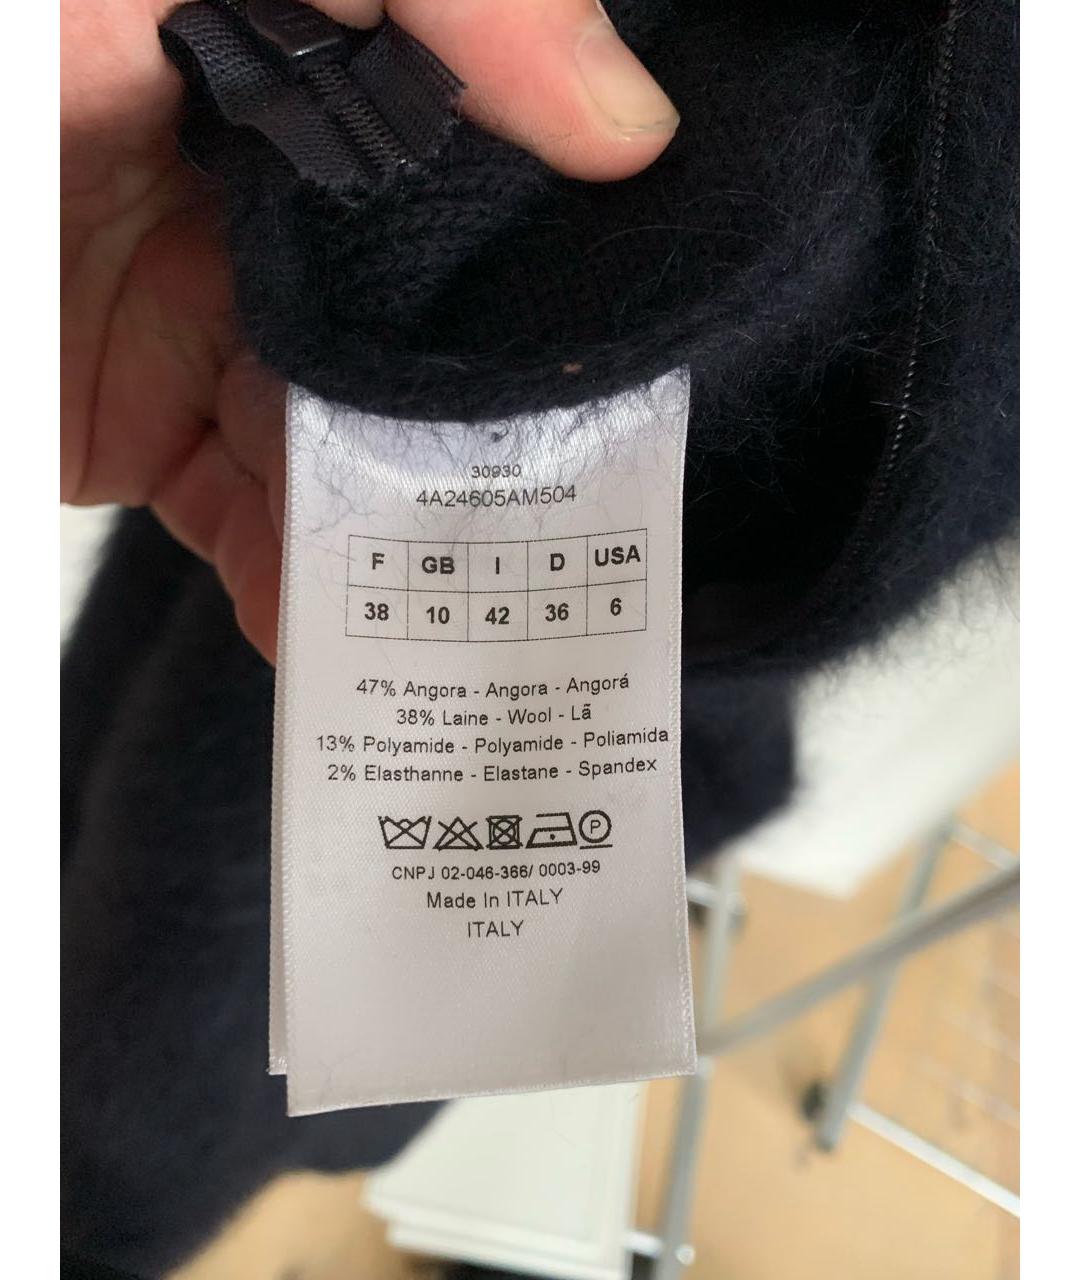 30930
4A24605AM504
F GB I D USA
38 10 42 36 6
47% Angora - Angora - Angorá
38% Laine - Wool - Lã
13% Polyamide - Polyamide - Poliamida
2% Elasthanne - Elastane - Spandex
P
CNPJ 02-046-366/ 0003-99
Made In ITALY
ITALY